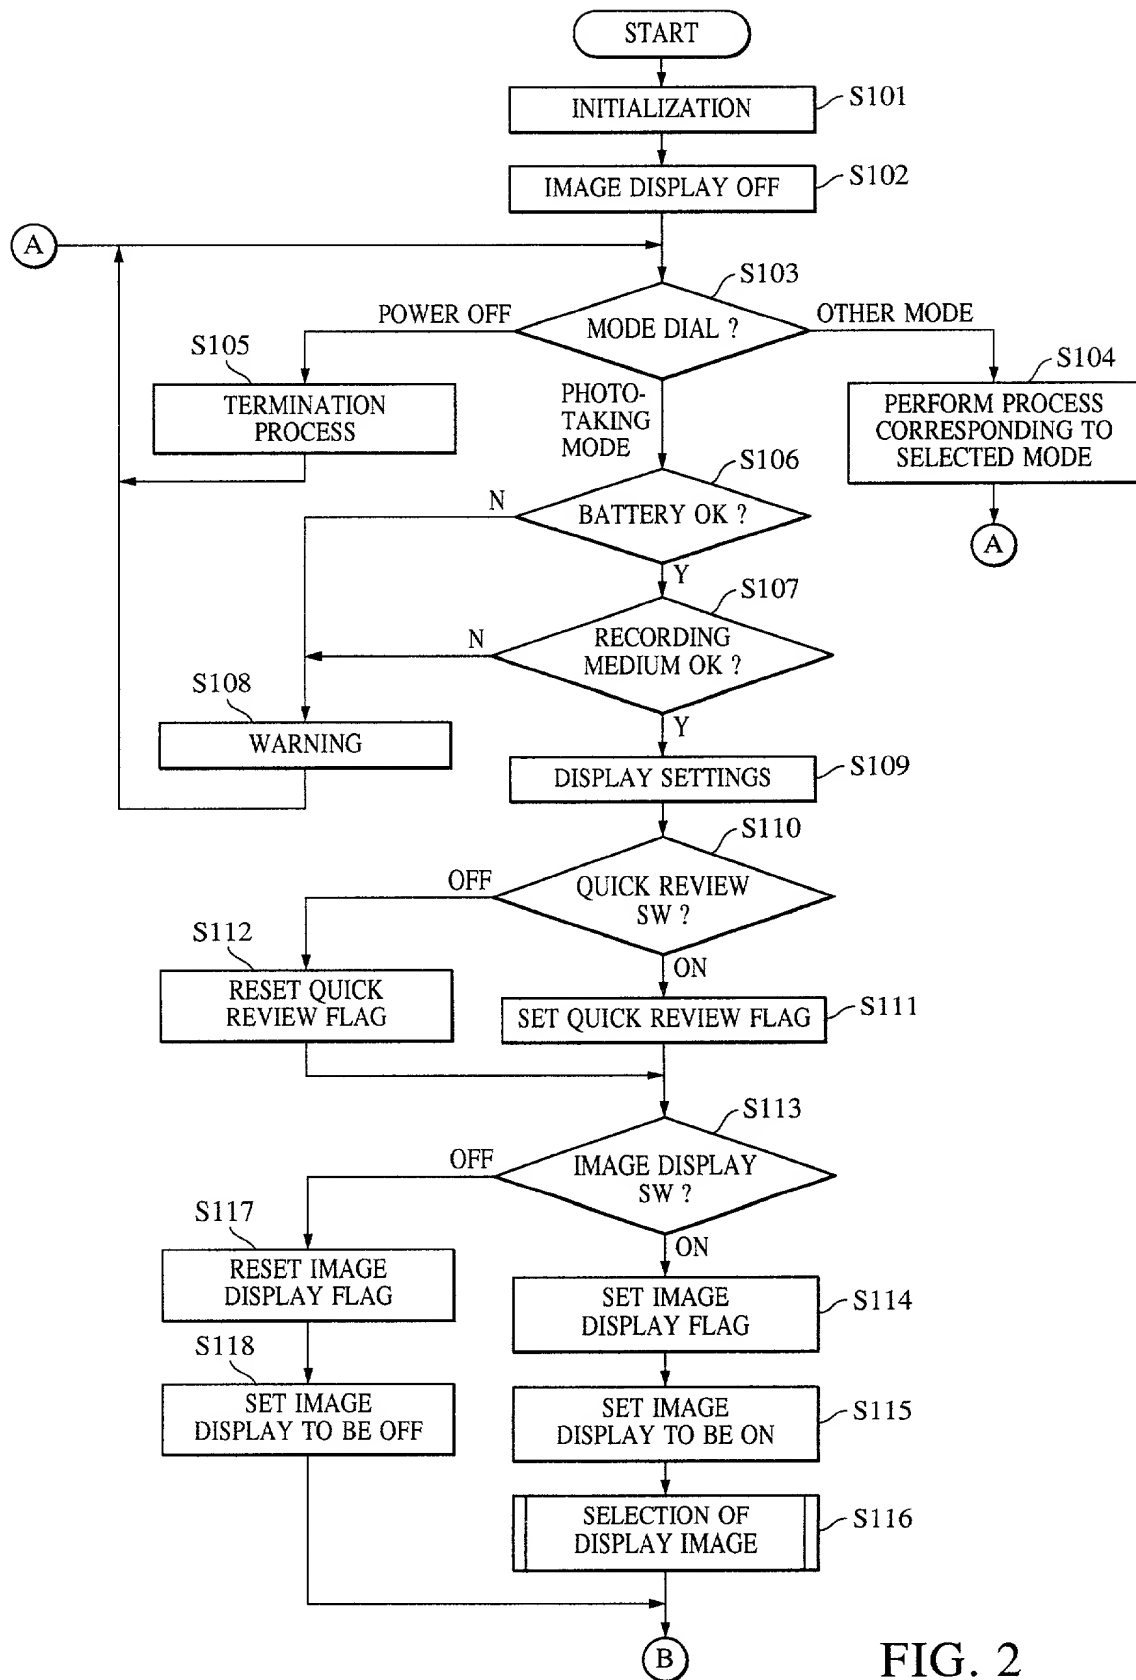 START
INITIALIZATION
S101
IMAGE DISPLAY OFF
S102
A
S103
POWER OFF
MODE DIAL ?
OTHER MODE
S105
S104
TERMINATION
PROCESS
PHOTO-
TAKING
MODE
PERFORM PROCESS
CORRESPONDING TO
SELECTED MODE
S106
N
BATTERY OK ?
A
Y
S107
N
RECORDING
MEDIUM OK ?
S108
Y
WARNING
DISPLAY SETTINGS
S109
S110
OFF
QUICK REVIEW
SW ?
S112
ON
RESET QUICK
REVIEW FLAG
SET QUICK REVIEW FLAG
S111
S113
OFF
IMAGE DISPLAY
SW ?
S117
ON
RESET IMAGE
DISPLAY FLAG
SET IMAGE
DISPLAY FLAG
S114
S118
SET IMAGE
DISPLAY TO BE OFF
SET IMAGE
DISPLAY TO BE ON
S115
SELECTION OF
DISPLAY IMAGE
S116
B
FIG. 2